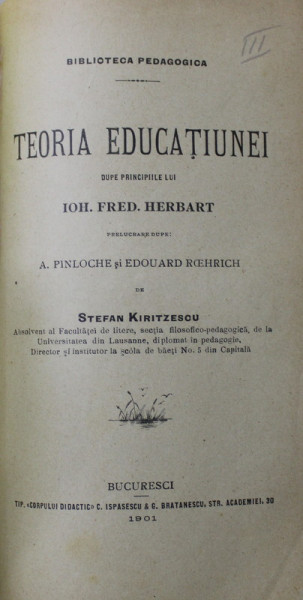 III
BIBLIOTECA PEDAGOGICA
TEORIA EDUCAȚIUNEI
DUPE PRINCIPIILE LUI
IOH. FRED. HERBART
PRELUCRARE DUPE:
A. PINLOCHE și EDOUARD RŒHRICH
DE
STEFAN KIRITZESCU
Absolvent al Facultăței de litere, secția filosofico-pedagogică, de la
Universitatea din Lausanne, diplomat în pedagogie,
Director și institutor la școla de băeți No. 5 din Capitală
BUCURESCI
TIP. «CORPULUI DIDACTIC» C. ISPASESCU & G. BRATANESCU, STR. ACADEMIEI, 30
1901